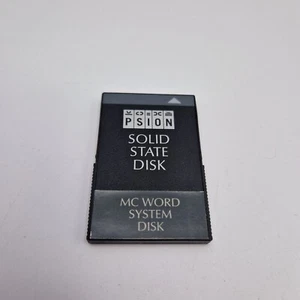 PSION
SOLID
STATE
DISK
MC WORD
SYSTEM
DISK